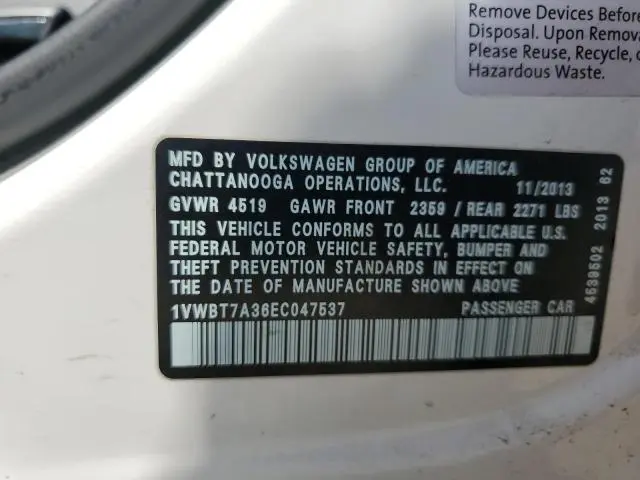 Remove Devices Before
Disposal. Upon Remova
Please Reuse, Recycle, o
Hazardous Waste.
MFD BY VOLKSWAGEN GROUP OF AMERICA
CHATTANOOGA OPERATIONS, LLC. 11/2013
GVWR 4519 GAWR FRONT 2359 / REAR 2271 LBS
THIS VEHICLE CONFORMS TO ALL APPLICABLE U.S.
FEDERAL MOTOR VEHICLE SAFETY, BUMPER AND
THEFT PREVENTION STANDARDS IN EFFECT ON
THE DATE OF MANUFACTURE SHOWN ABOVE
1VWBT7A36EC047537 PASSENGER CAR
4539502 2013 62